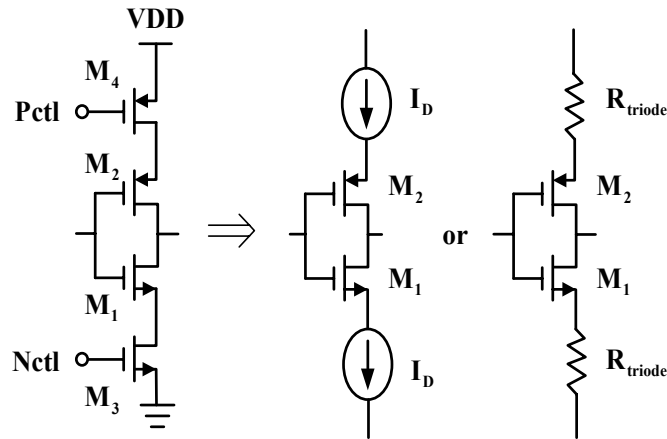 VDD
M4
Pctl
M2
M1
Nctl
M3
ID
M2
M1
ID
or
Rtriode
M2
M1
Rtriode